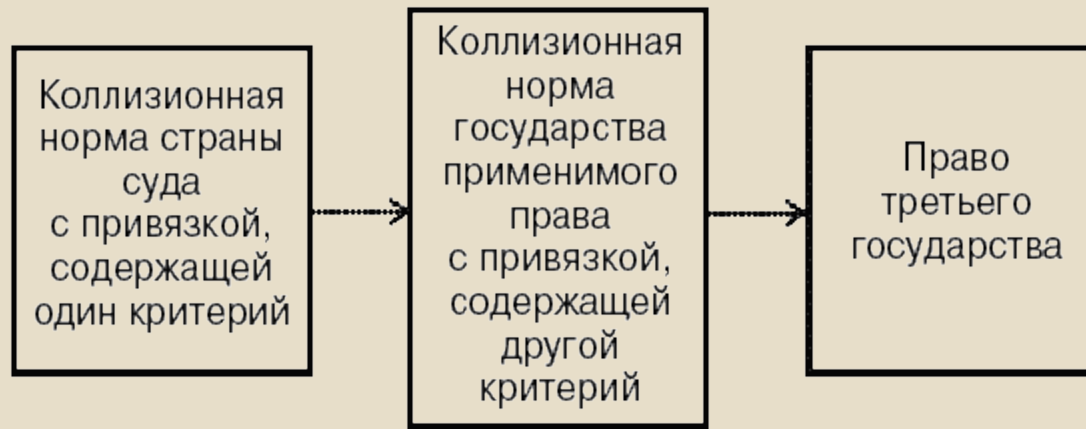 Коллизионная
норма страны
суда
с привязкой,
содержащей
один критерий
Коллизионная
норма
государства
применимого
права
с привязкой,
содержащей
другой
критерий
Право
третьего
государства